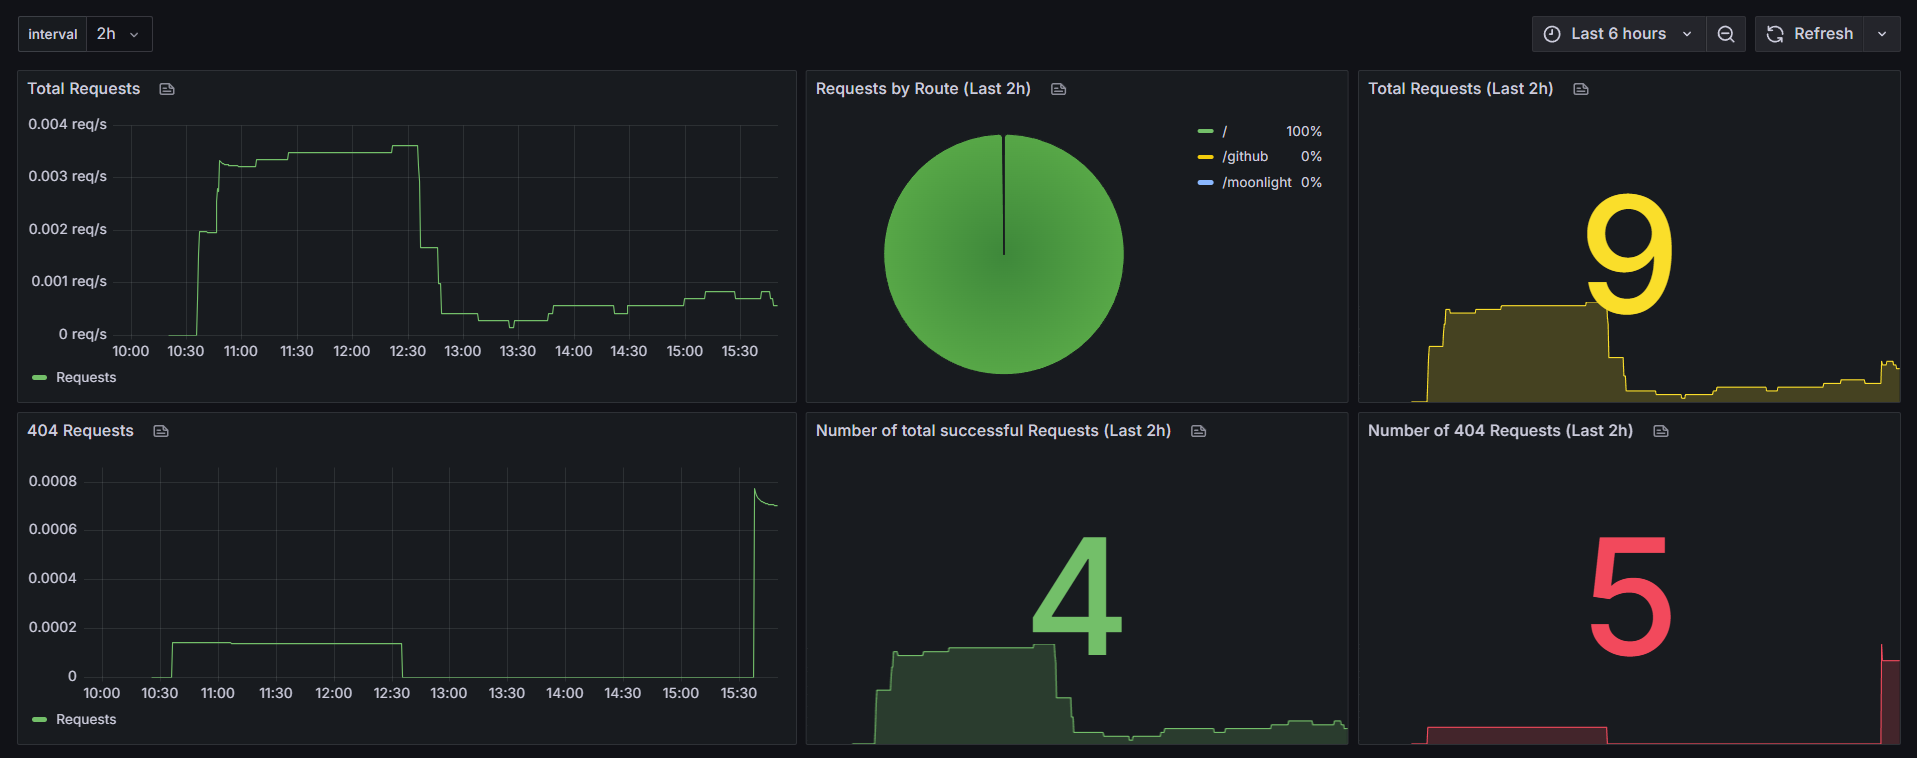 interval 2h
Last 6 hours
Refresh
Total Requests
0.004 req/s
0.003 req/s
0.002 req/s
0.001 req/s
0 req/s
10:00 10:30 11:00 11:30 12:00 12:30 13:00 13:30 14:00 14:30 15:00 15:30
Requests
Requests by Route (Last 2h)
/ 100%
/github 0%
/moonlight 0%
Total Requests (Last 2h)
9
404 Requests
0.0008
0.0006
0.0004
0.0002
0
10:00 10:30 11:00 11:30 12:00 12:30 13:00 13:30 14:00 14:30 15:00 15:30
Requests
Number of total successful Requests (Last 2h)
4
Number of 404 Requests (Last 2h)
5